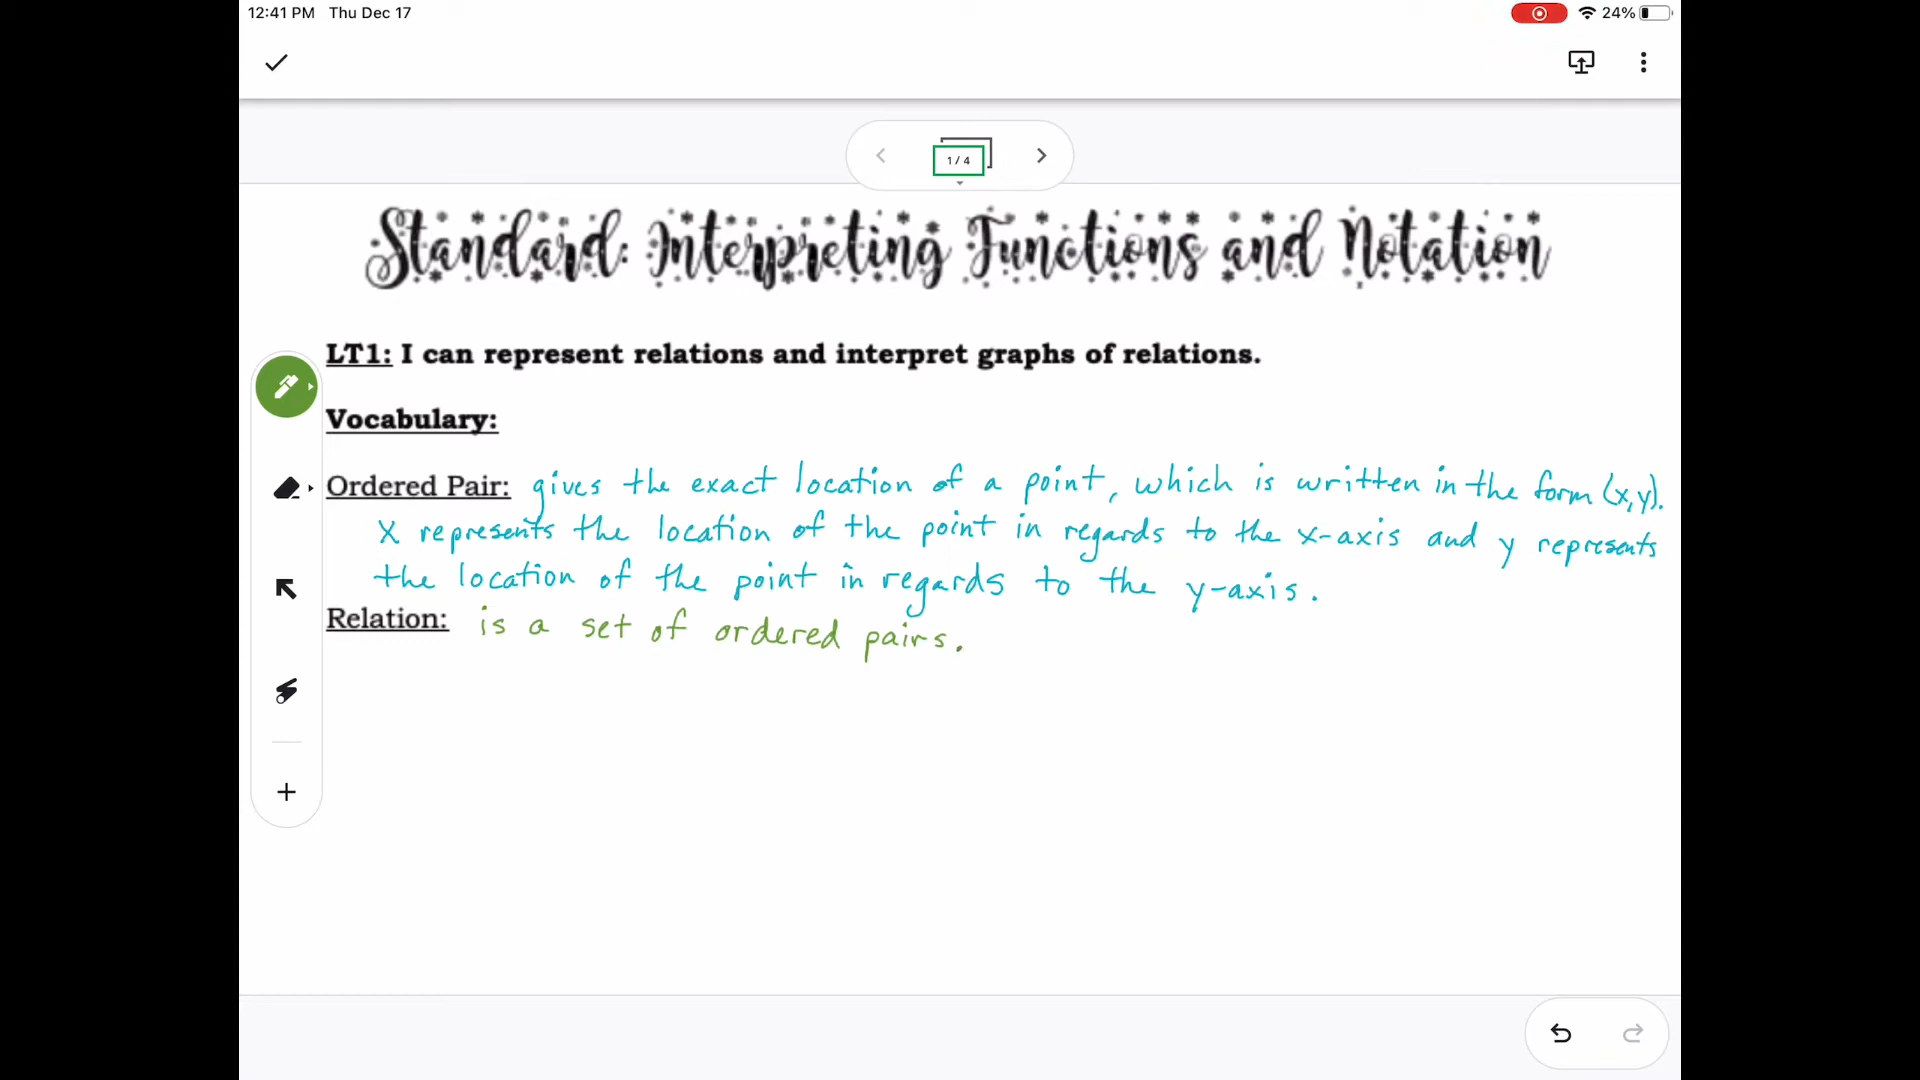 12:41 PM Thu Dec 17 24%
1 / 4
Standard: Interpreting Functions and Notation
LT1: I can represent relations and interpret graphs of relations.
Vocabulary:
Ordered Pair: gives the exact location of a point, which is written in the form (x,y).
X represents the location of the point in regards to the x-axis and y represents
the location of the point in regards to the y-axis.
Relation: is a set of ordered pairs.